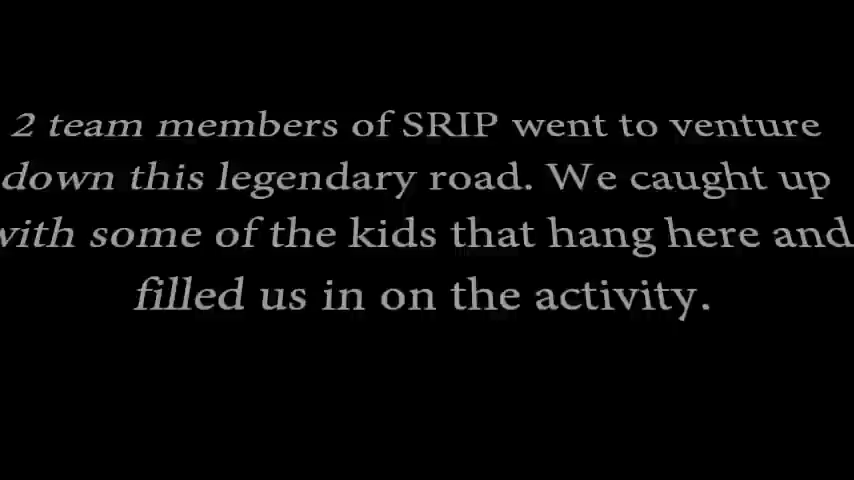 2 team members of SRIP went to venture
down this legendary road. We caught up
with some of the kids that hang here and
filled us in on the activity.